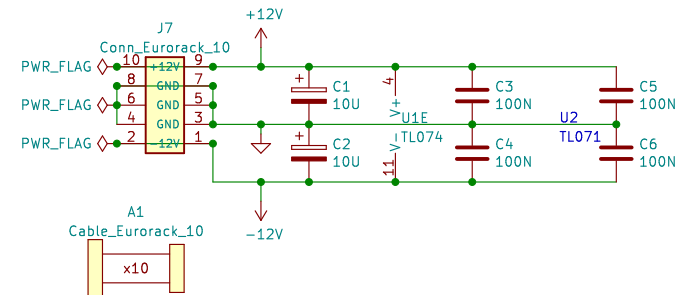 +12V
J7
Conn_Eurorack_10
PWR_FLAG 10 +12V 9
8 GND 7
PWR_FLAG 6 GND 5
4 GND 3
PWR_FLAG 2 -12V 1
+ C1
10U
+ C2
10U
4 V+
U1E
TL074
V- 11
C3
100N
C4
100N
U2
TL071
C5
100N
C6
100N
-12V
A1
Cable_Eurorack_10
x10